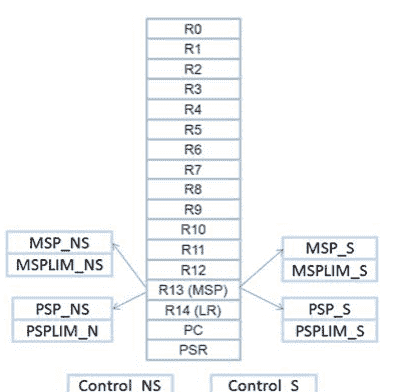 R0
R1
R2
R3
R4
R5
R6
R7
R8
R9
R10
R11
R12
R13 (MSP)
R14 (LR)
PC
PSR
MSP_NS
MSPLIM_NS
PSP_NS
PSPLIM_N
MSP_S
MSPLIM_S
PSP_S
PSPLIM_S
Control_NS
Control_S